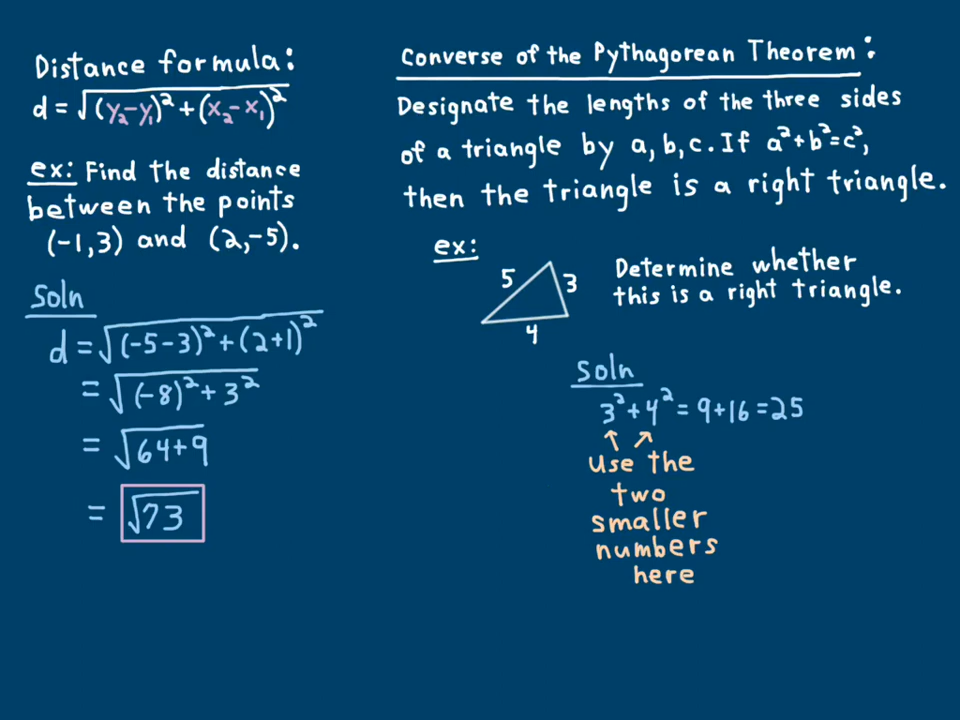 Distance formula:
d = √(y₂-y₁)² + (x₂-x₁)²
ex: Find the distance
between the points
(-1,3) and (2,-5).
Soln
d = √(-5-3)² + (2+1)²
= √(-8)² + 3²
= √64+9
= √73
Converse of the Pythagorean Theorem:
Designate the lengths of the three sides
of a triangle by a, b, c. If a²+b²=c²,
then the triangle is a right triangle.
ex:
5
3
4
Determine whether
this is a right triangle.
Soln
3²+4² = 9+16 = 25
↑ ↗
use the
two
smaller
numbers
here